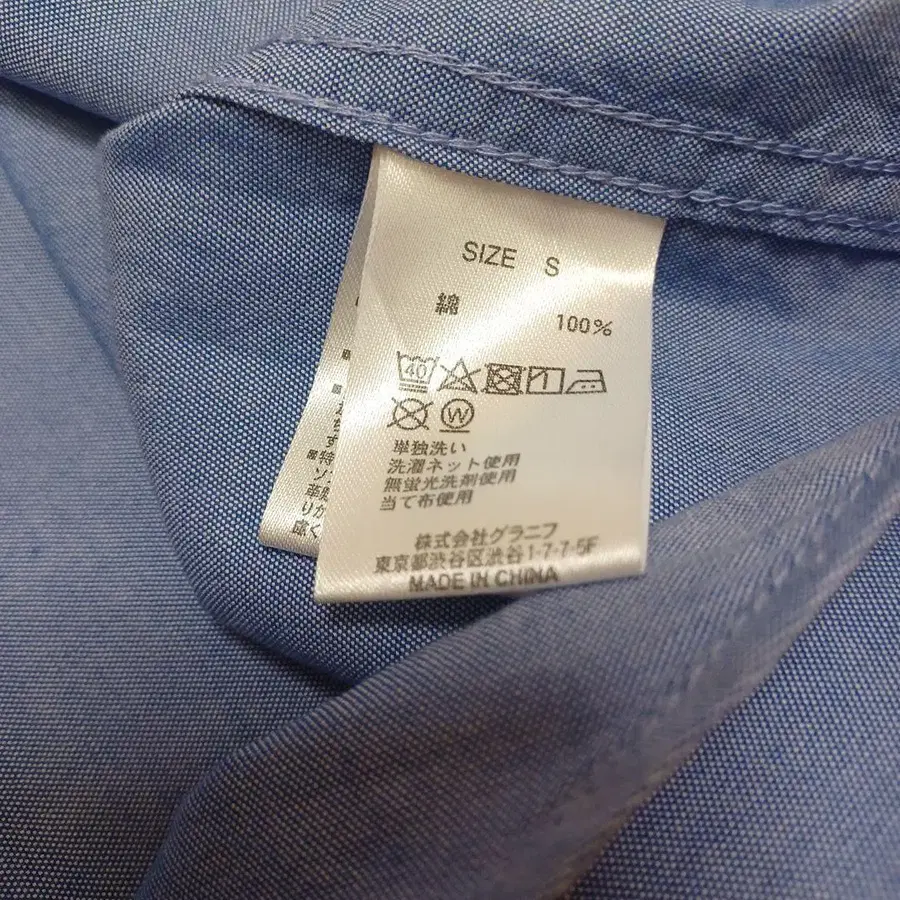 SIZE S
綿 100%
40
W
単独洗い
洗濯ネット使用
無蛍光洗剤使用
当て布使用
株式会社グラニフ
東京都渋谷区渋谷1-7-7-5F
MADE IN CHINA